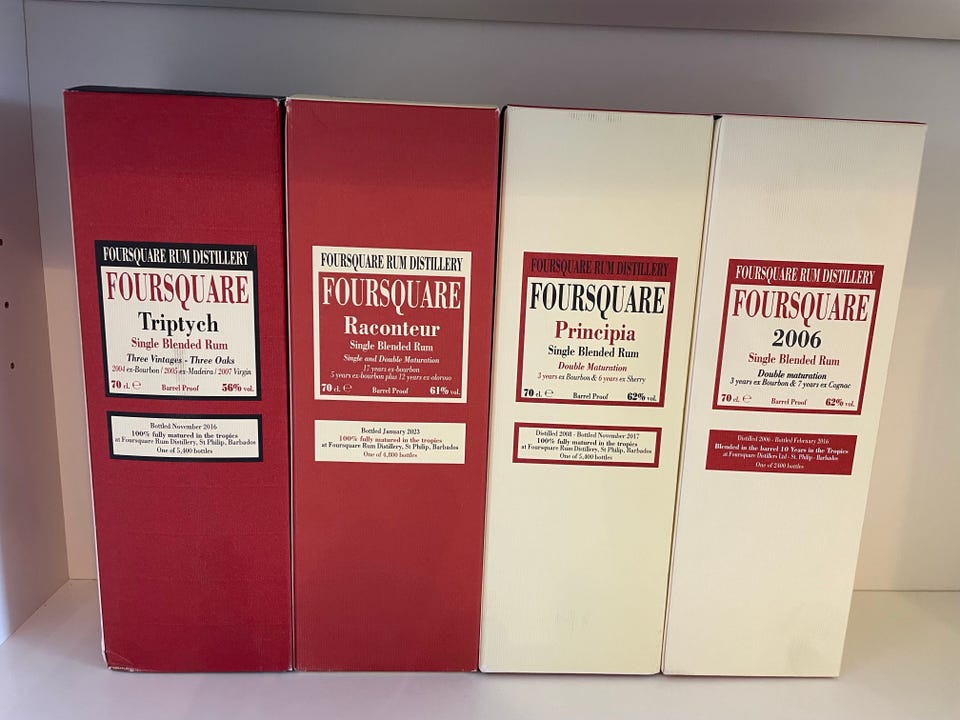 FOURSQUARE RUM DISTILLERY
FOURSQUARE
Triptych
Single Blended Rum
Three Vintages - Three Oaks
2004 ex-Bourbon / 2005 ex-Madeira / 2007 Virgin
70 cl. ℮ Barrel Proof 56% vol.
Bottled November 2016
100% fully matured in the tropics
at Foursquare Rum Distillery, St Philip, Barbados
One of 5,400 bottles
FOURSQUARE RUM DISTILLERY
FOURSQUARE
Raconteur
Single Blended Rum
Single and Double Maturation
17 years ex-bourbon
5 years ex-bourbon plus 12 years ex oloroso
70 cl. ℮ Barrel Proof 61% vol.
Bottled January 2023
100% fully matured in the tropics
at Foursquare Rum Distillery, St Philip, Barbados
One of 4,800 bottles
FOURSQUARE RUM DISTILLERY
FOURSQUARE
Principia
Single Blended Rum
Double Maturation
3 years ex Bourbon & 6 years ex Sherry
70 cl. ℮ Barrel Proof 62% vol.
Distilled 2008 - Bottled November 2017
100% fully matured in the tropics
at Foursquare Rum Distillery, St Philip, Barbados
One of 5,400 bottles
FOURSQUARE RUM DISTILLERY
FOURSQUARE
2006
Single Blended Rum
Double maturation
3 years ex Bourbon & 7 years ex Cognac
70 cl. ℮ Barrel Proof 62% vol.
Distilled 2006 - Bottled February 2016
Blended in the barrel 10 Years in the Tropics
at Foursquare Distillers Ltd - St. Philip - Barbados
One of 2400 bottles